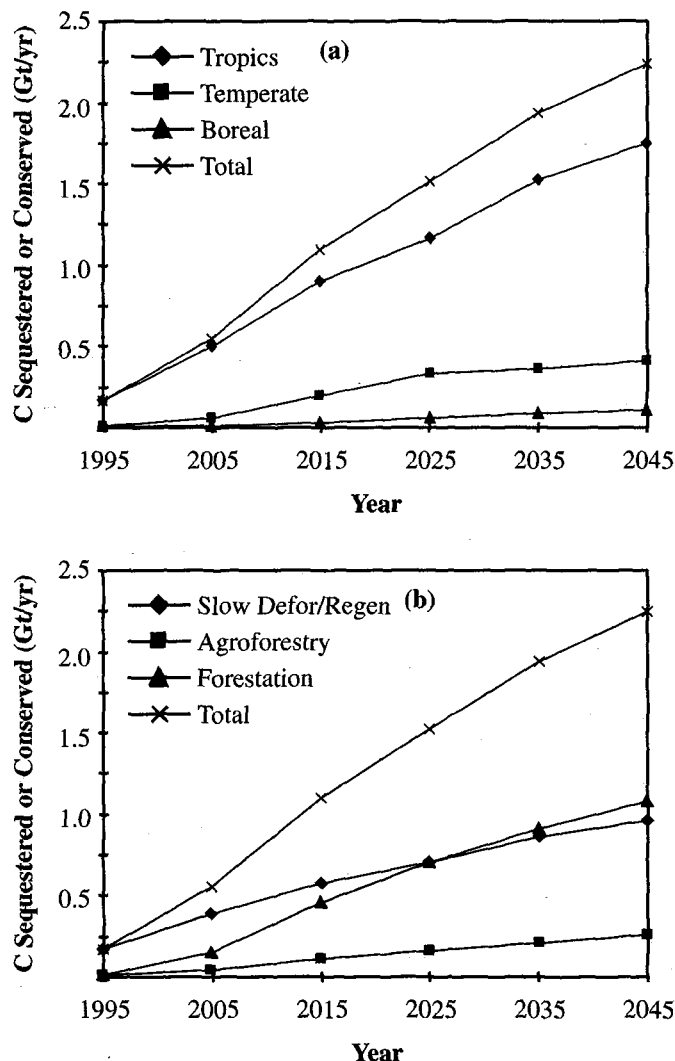 C Sequestered or Conserved (Gt/yr)
2.5
2.0
1.5
1.0
0.5
(a)
Tropics
Temperate
Boreal
Total
1995 2005 2015 2025 2035 2045
Year
C Sequestered or Conserved (Gt/yr)
2.5
2.0
1.5
1.0
0.5
Slow Defor/Regen (b)
Agroforestry
Forestation
Total
1995 2005 2015 2025 2035 2045
Year